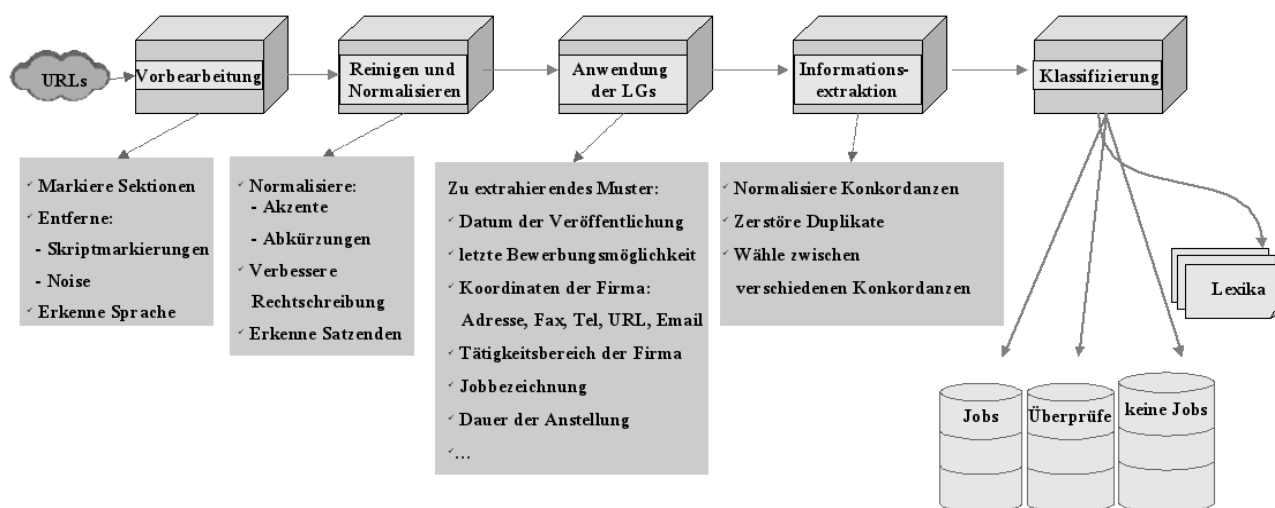 URLs
Vorbearbeitung
Reinigen und
Normalisieren
Anwendung
der LGs
Informations-
extraktion
Klassifizierung
✓ Markiere Sektionen
✓ Entferne:
- Skriptmarkierungen
- Noise
✓ Erkenne Sprache
✓ Normalisiere:
- Akzente
- Abkürzungen
✓ Verbessere
Rechtschreibung
✓ Erkenne Satzenden
Zu extrahierendes Muster:
✓ Datum der Veröffentlichung
✓ letzte Bewerbungsmöglichkeit
✓ Koordinaten der Firma:
Adresse, Fax, Tel, URL, Email
✓ Tätigkeitsbereich der Firma
✓ Jobbezeichnung
✓ Dauer der Anstellung
✓ ...
✓ Normalisiere Konkordanzen
✓ Zerstöre Duplikate
✓ Wähle zwischen
verschiedenen Konkordanzen
Lexika
Jobs
Überprüfe
keine Jobs